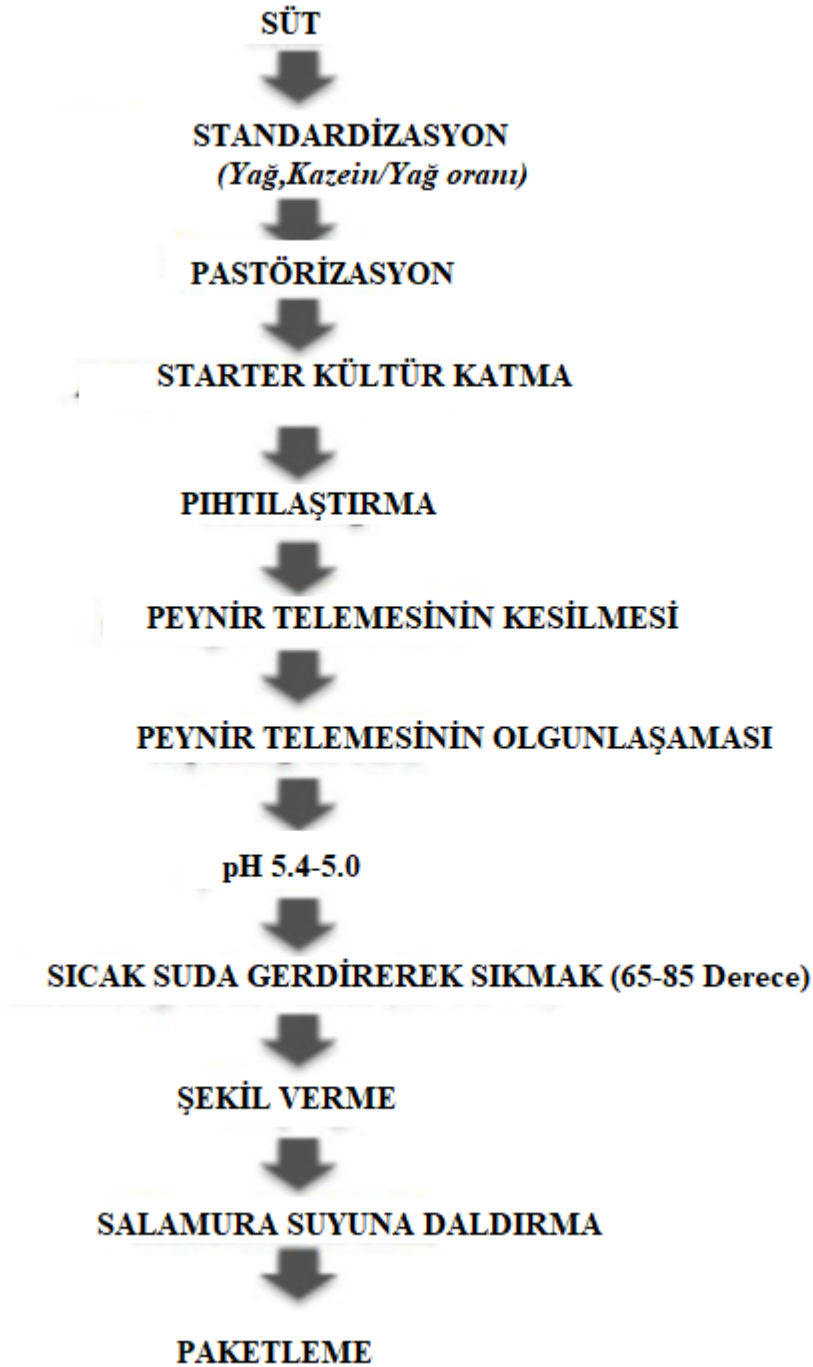 SÜT
STANDARDİZASYON
(Yağ,Kazein/Yağ oranı)
PASTÖRİZASYON
STARTER KÜLTÜR KATMA
PIHTILAŞTIRMA
PEYNİR TELEMESİNİN KESİLMESİ
PEYNİR TELEMESİNİN OLGUNLAŞAMASI
pH 5.4-5.0
SICAK SUDA GERDİREREK SIKMAK (65-85 Derece)
ŞEKİL VERME
SALAMURA SUYUNA DALDIRMA
PAKETLEME